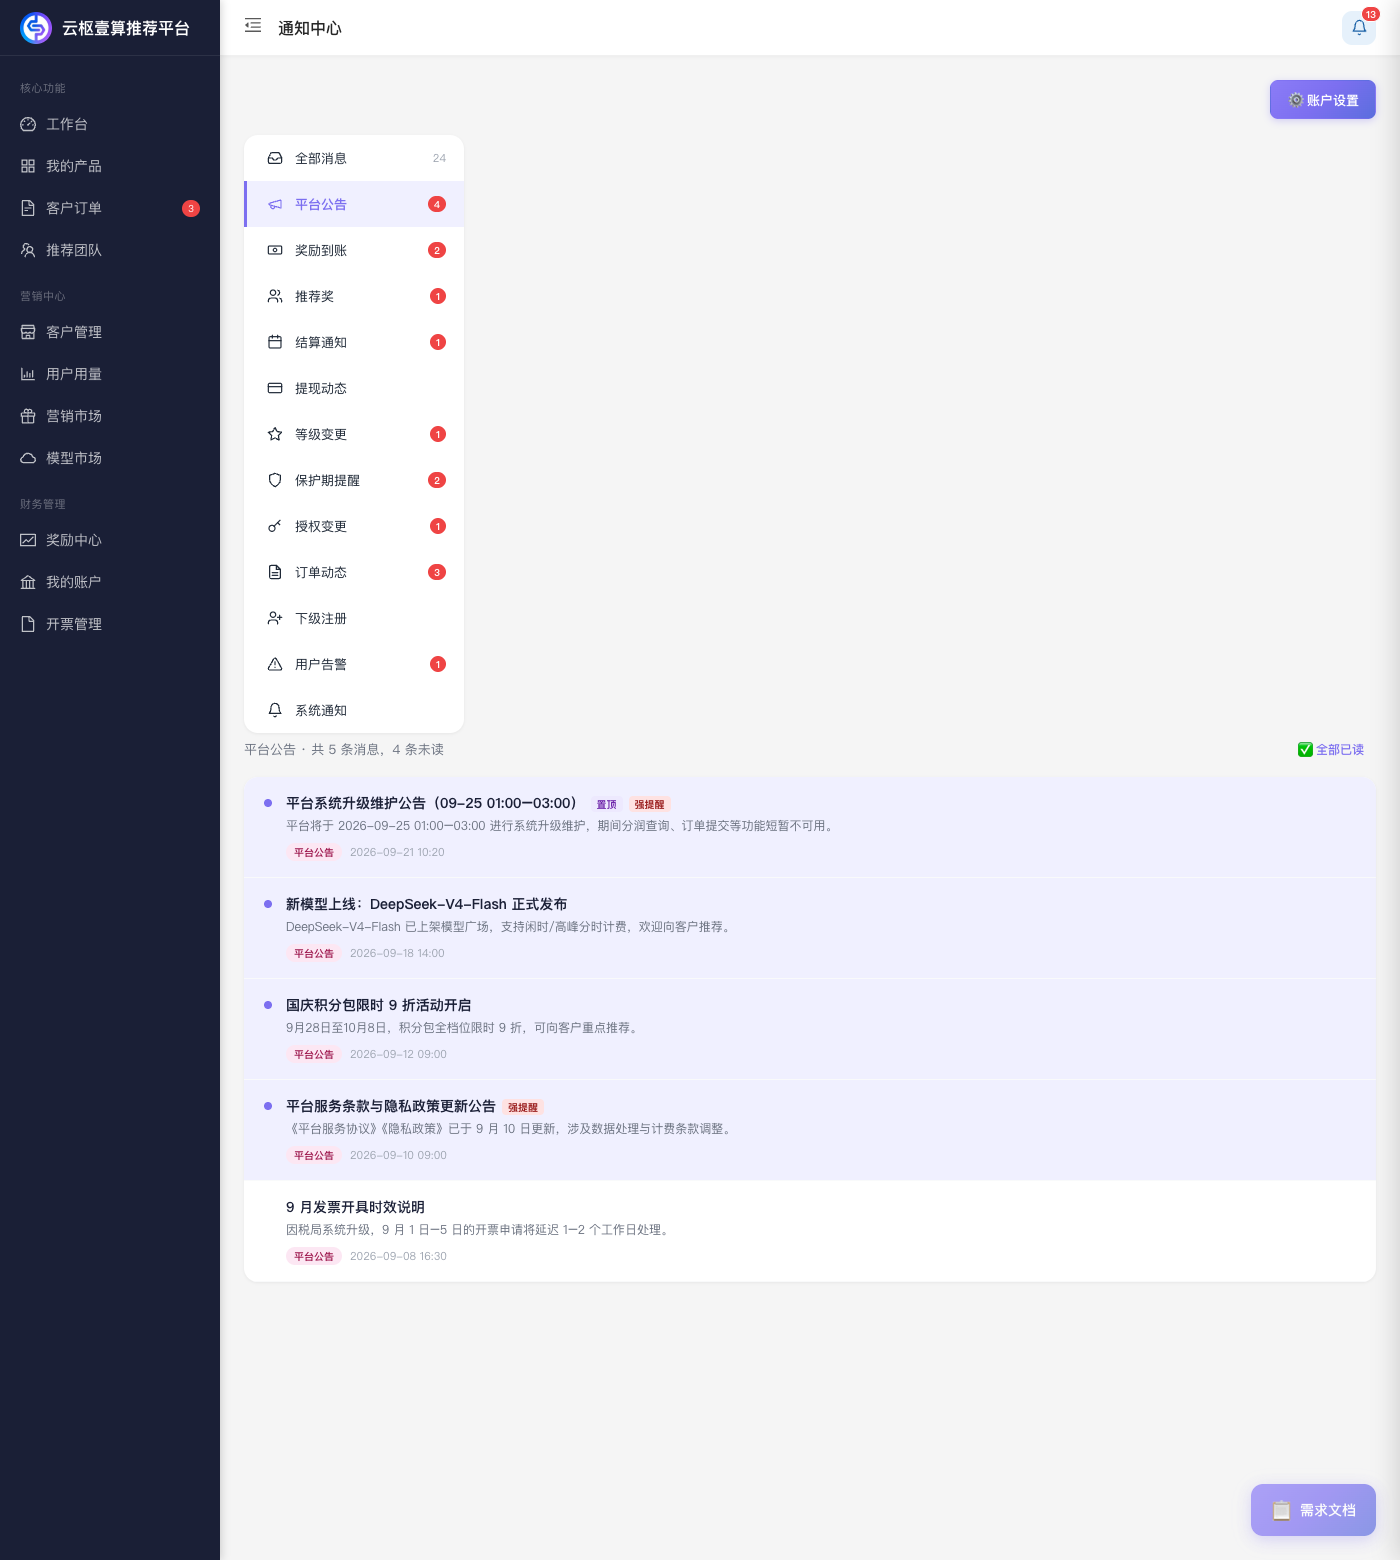 云枢壹算推荐平台
核心功能
工作台
我的产品
客户订单 3
推荐团队
营销中心
客户管理
用户用量
营销市场
模型市场
财务管理
奖励中心
我的账户
开票管理
通知中心
13
账户设置
全部消息 24
平台公告 4
奖励到账 2
推荐奖 1
结算通知 1
提现动态
等级变更 1
保护期提醒 2
授权变更 1
订单动态 3
下级注册
用户告警 1
系统通知
平台公告 · 共 5 条消息，4 条未读
✅ 全部已读
平台系统升级维护公告（09-25 01:00—03:00） 置顶 强提醒
平台将于 2026-09-25 01:00—03:00 进行系统升级维护，期间分润查询、订单提交等功能短暂不可用。
平台公告 2026-09-21 10:20
新模型上线：DeepSeek-V4-Flash 正式发布
DeepSeek-V4-Flash 已上架模型广场，支持闲时/高峰分时计费，欢迎向客户推荐。
平台公告 2026-09-18 14:00
国庆积分包限时 9 折活动开启
9月28日至10月8日，积分包全档位限时 9 折，可向客户重点推荐。
平台公告 2026-09-12 09:00
平台服务条款与隐私政策更新公告 强提醒
《平台服务协议》《隐私政策》已于 9 月 10 日更新，涉及数据处理与计费条款调整。
平台公告 2026-09-10 09:00
9 月发票开具时效说明
因税局系统升级，9 月 1 日—5 日的开票申请将延迟 1—2 个工作日处理。
平台公告 2026-09-08 16:30
需求文档